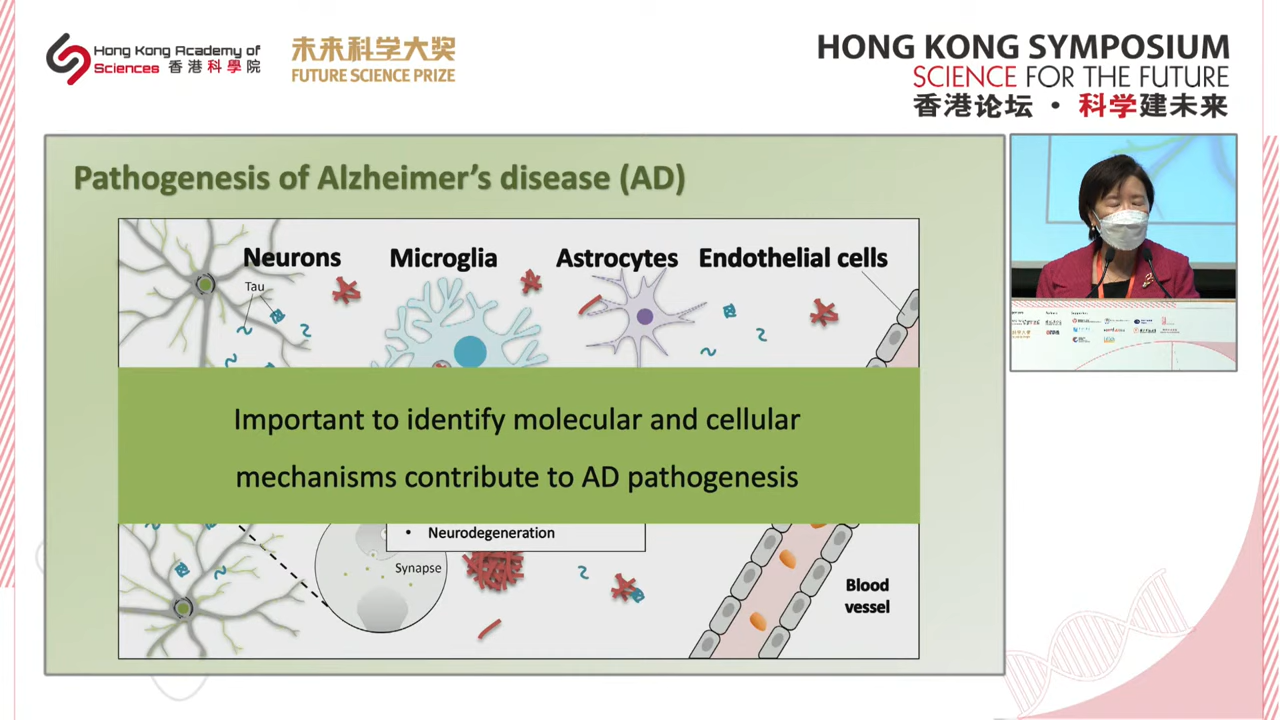 Hong Kong Academy of
Sciences 香港科學院
未来科学大奖
FUTURE SCIENCE PRIZE
HONG KONG SYMPOSIUM
SCIENCE FOR THE FUTURE
香港论坛 · 科学建未来
Pathogenesis of Alzheimer's disease (AD)
Neurons
Microglia
Astrocytes
Endothelial cells
Tau
Important to identify molecular and cellular
mechanisms contribute to AD pathogenesis
• Neurodegeneration
Synapse
Blood
vessel